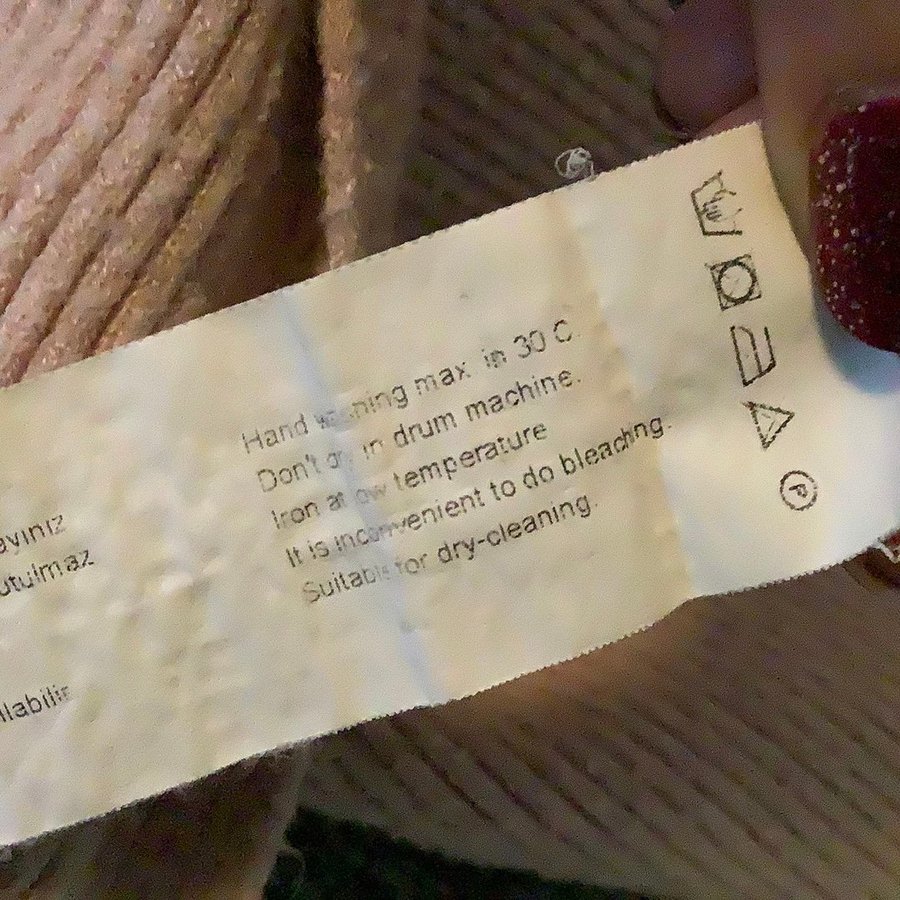 Hand washing max. in 30 C.
Don't dry in drum machine.
Iron at low temperature
It is inconvenient to do bleaching.
Suitable for dry-cleaning.
ayınız
utulmaz
ılabilir
P